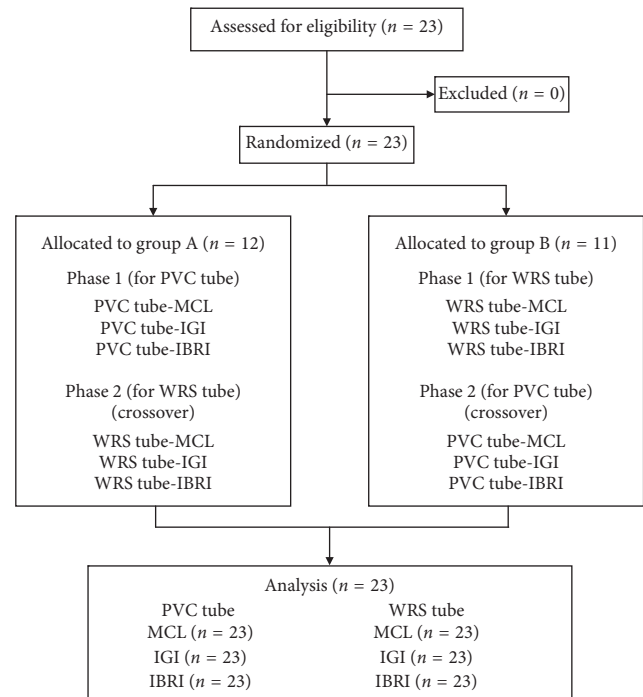 Assessed for eligibility (n = 23)
Excluded (n = 0)
Randomized (n = 23)
Allocated to group A (n = 12)
Phase 1 (for PVC tube)
PVC tube-MCL
PVC tube-IGI
PVC tube-IBRI
Phase 2 (for WRS tube)
(crossover)
WRS tube-MCL
WRS tube-IGI
WRS tube-IBRI
Allocated to group B (n = 11)
Phase 1 (for WRS tube)
WRS tube-MCL
WRS tube-IGI
WRS tube-IBRI
Phase 2 (for PVC tube)
(crossover)
PVC tube-MCL
PVC tube-IGI
PVC tube-IBRI
Analysis (n = 23)
PVC tube
MCL (n = 23)
IGI (n = 23)
IBRI (n = 23)
WRS tube
MCL (n = 23)
IGI (n = 23)
IBRI (n = 23)